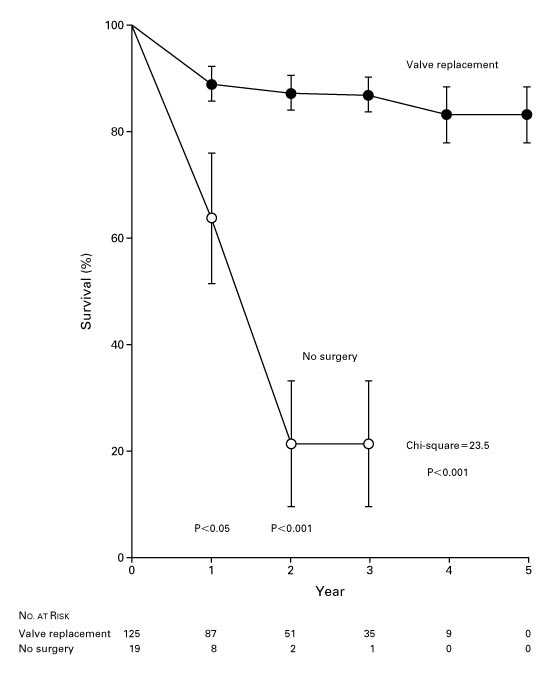 100
Valve replacement
80
60
Survival (%)
40
No surgery
20
Chi-square=23.5
P<0.001
P<0.05 P<0.001
0
0 1 2 3 4 5
Year
No. at Risk
Valve replacement 125 87 51 35 9 0
No surgery 19 8 2 1 0 0